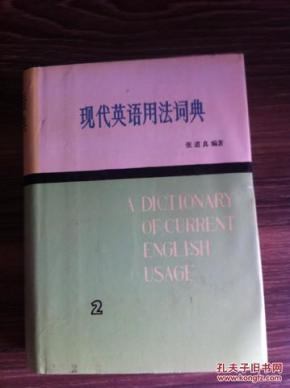 现代英语用法词典
张道真 编著
A DICTIONARY
OF CURRENT
ENGLISH
USAGE
2
孔夫子旧书网